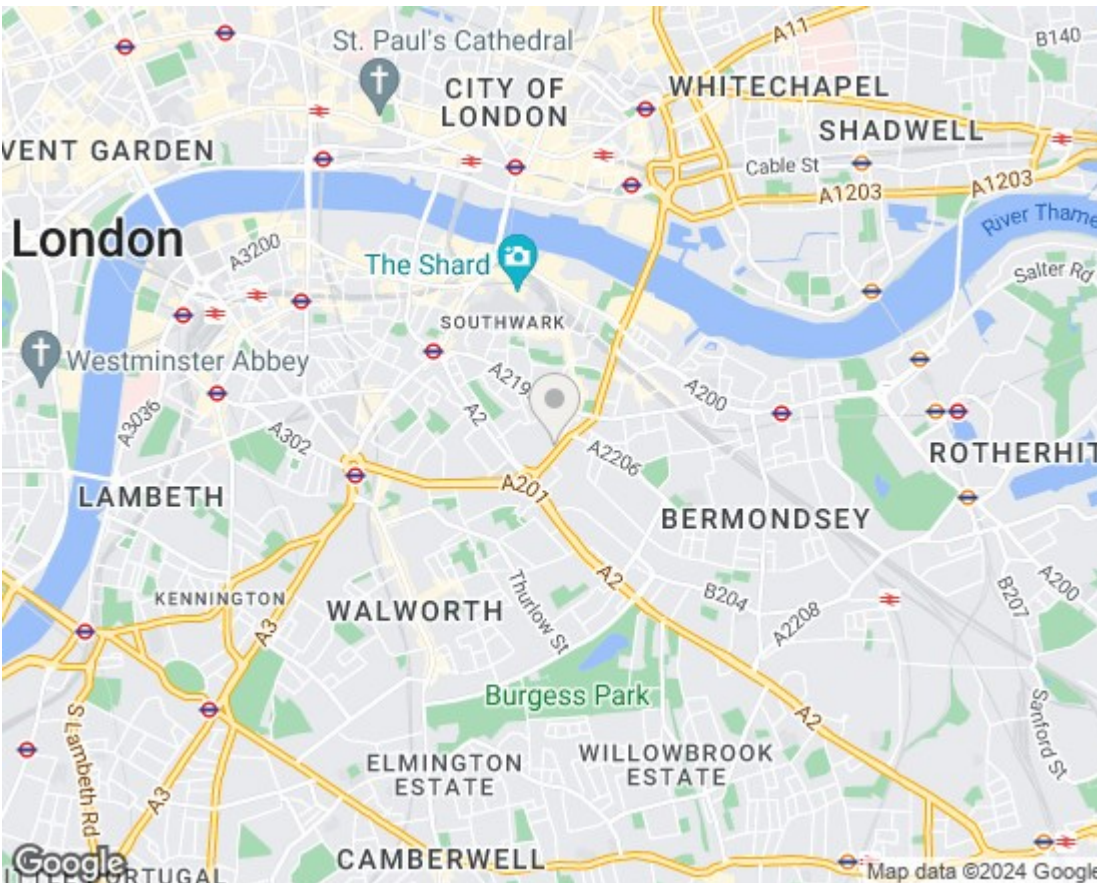 St. Paul's Cathedral
A11
B140
CITY OF
LONDON
WHITECHAPEL
SHADWELL
VENT GARDEN
Cable St
A1203
A1203
London
A3200
River Thame
The Shard
Salter Rd
SOUTHWARK
Westminster Abbey
A219
A200
A3036
A2
A302
A2206
ROTHERHIT
LAMBETH
A201
BERMONDSEY
KENNINGTON
WALWORTH
Thurlow St
A2
B204
A2208
B207
A200
A3
Burgess Park
A2
Sanford St
S Lambeth Rd
ELMINGTON
ESTATE
WILLOWBROOK
ESTATE
A3
Google
CAMBERWELL
Map data ©2024 Google